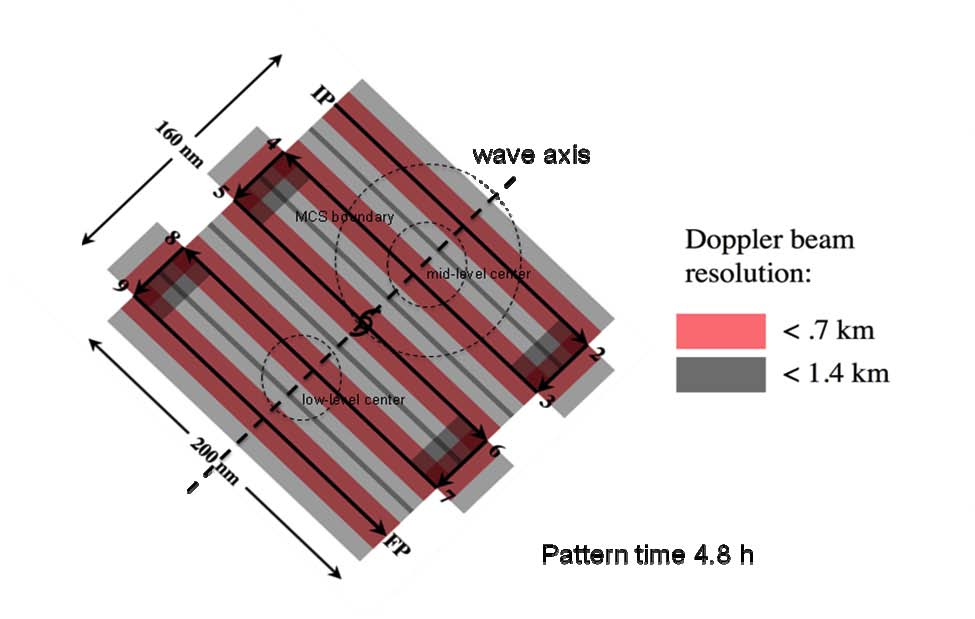 IP
160 nm
4
wave axis
5
MCS boundary
8
mid-level center
9
Doppler beam
resolution:
< .7 km
< 1.4 km
2
3
low-level center
200 nm
6
7
FP
Pattern time 4.8 h